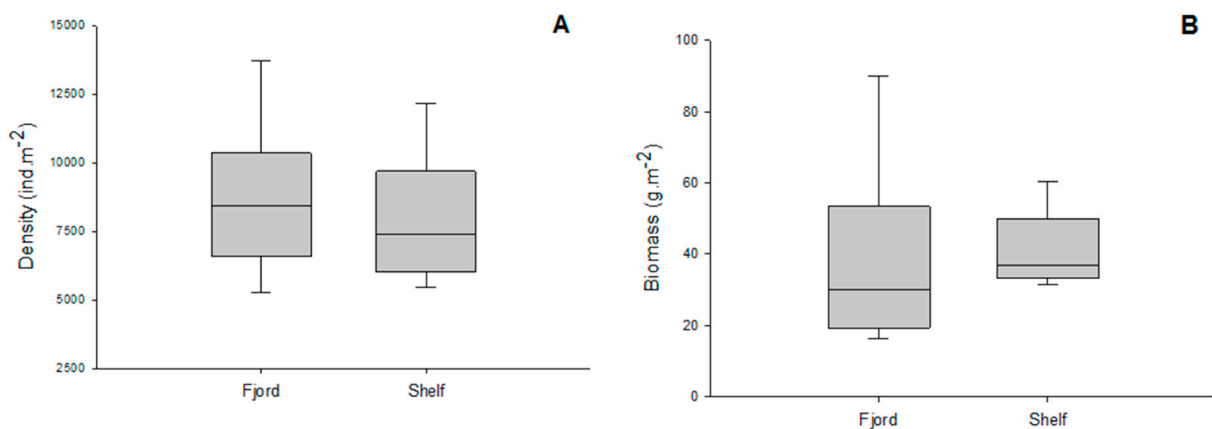 A
15000
12500
10000
7500
5000
2500
Density (ind.m⁻²)
Fjord
Shelf
B
100
80
60
40
20
0
Biomass (g.m⁻²)
Fjord
Shelf